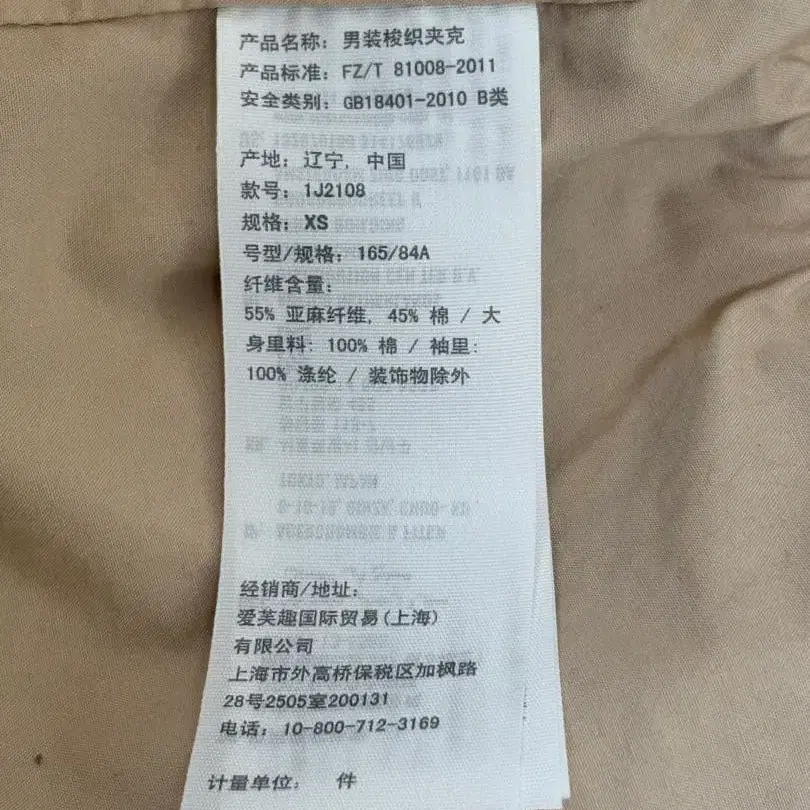 产品名称: 男装梭织夹克
产品标准: FZ/T 81008-2011
安全类别: GB18401-2010 B类
产地: 辽宁, 中国
款号: 1J2108
规格: XS
号型/规格: 165/84A
纤维含量:
55% 亚麻纤维, 45% 棉 / 大
身里料: 100% 棉 / 袖里:
100% 涤纶 / 装饰物除外
经销商/地址:
爱芙趣国际贸易(上海)
有限公司
上海市外高桥保税区加枫路
28号2505室200131
电话: 10-800-712-3169
计量单位: 件